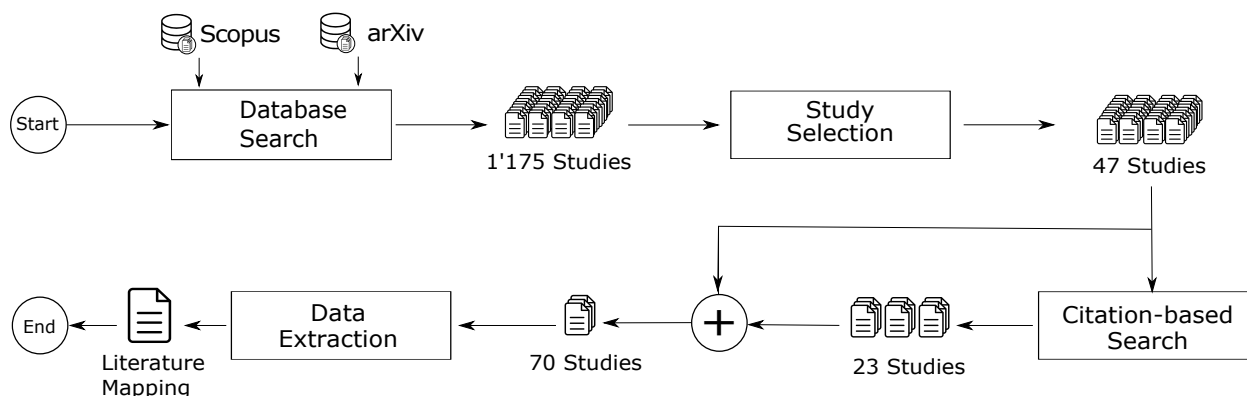 Scopus
arXiv
Start
Database
Search
1'175 Studies
Study
Selection
47 Studies
Citation-based
Search
23 Studies
+
70 Studies
Data
Extraction
Literature
Mapping
End